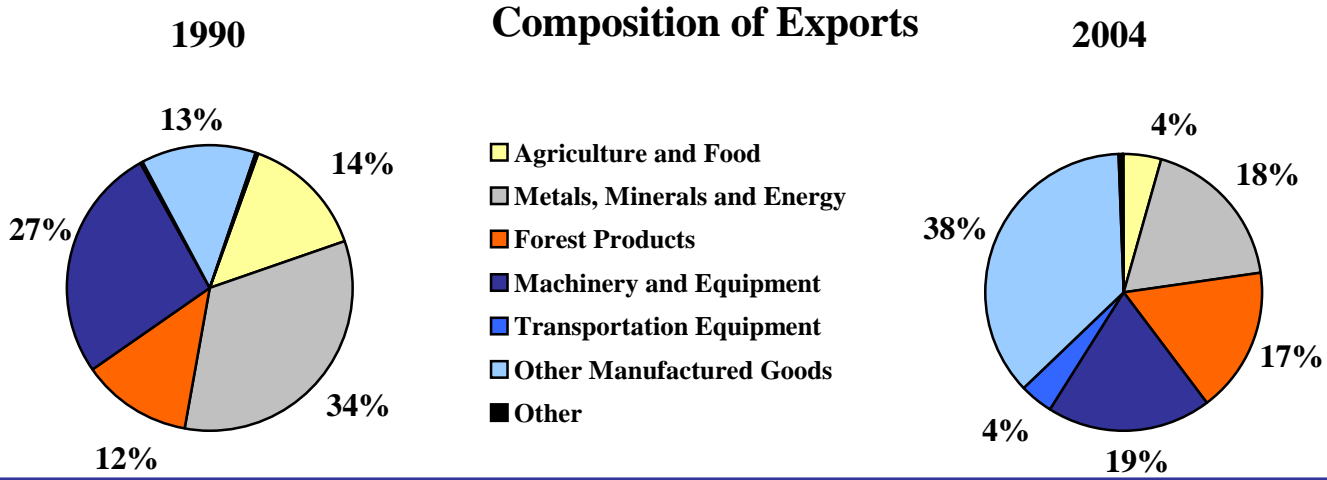 Composition of Exports
1990
13%
14%
27%
34%
12%
Agriculture and Food
Metals, Minerals and Energy
Forest Products
Machinery and Equipment
Transportation Equipment
Other Manufactured Goods
Other
2004
4%
18%
38%
17%
4%
19%